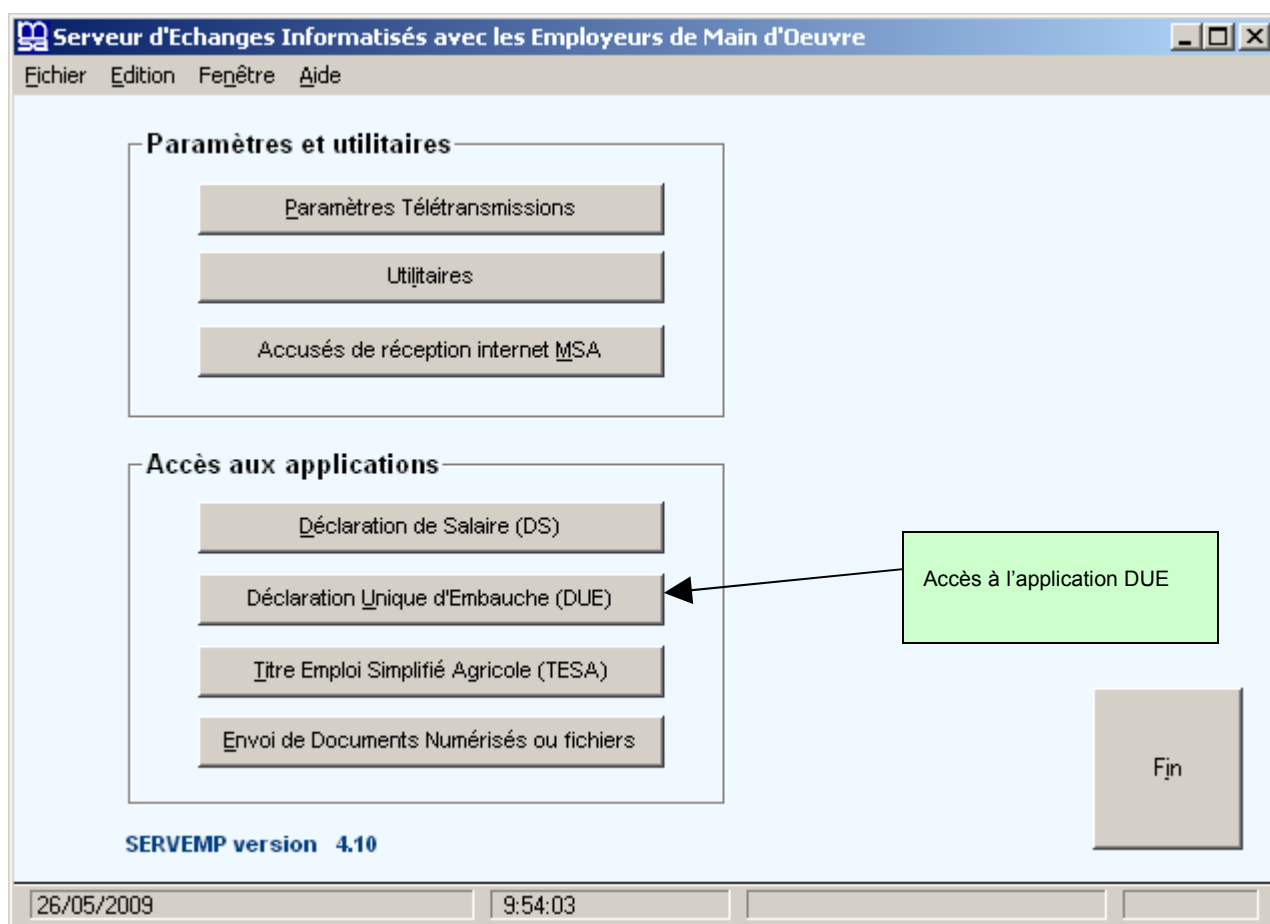 msa Serveur d'Echanges Informatisés avec les Employeurs de Main d'Oeuvre
Fichier Edition Fenêtre Aide
Paramètres et utilitaires
Paramètres Télétransmissions
Utilitaires
Accusés de réception internet MSA
Accès aux applications
Déclaration de Salaire (DS)
Déclaration Unique d'Embauche (DUE)
Accès à l'application DUE
Titre Emploi Simplifié Agricole (TESA)
Envoi de Documents Numérisés ou fichiers
Fin
SERVEMP version 4.10
26/05/2009 9:54:03